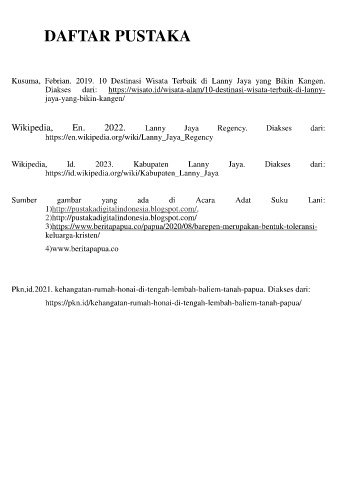 DAFTAR PUSTAKA
Kusuma, Febrian. 2019. 10 Destinasi Wisata Terbaik di Lanny Jaya yang Bikin Kangen.
Diakses dari: https://wisato.id/wisata-alam/10-destinasi-wisata-terbaik-di-lanny-
jaya-yang-bikin-kangen/
Wikipedia, En. 2022. Lanny Jaya Regency. Diakses dari:
https://en.wikipedia.org/wiki/Lanny_Jaya_Regency
Wikipedia, Id. 2023. Kabupaten Lanny Jaya. Diakses dari:
https://id.wikipedia.org/wiki/Kabupaten_Lanny_Jaya
Sumber gambar yang ada di Acara Adat Suku Lani:
1)http://pustakadigitalindonesia.blogspot.com/,
2)http://pustakadigitalindonesia.blogspot.com/
3)https://www.beritapapua.co/papua/2020/08/barepen-merupakan-bentuk-toleransi-
keluarga-kristen/
4)www.beritapapua.co
Pkn,id.2021. kehangatan-rumah-honai-di-tengah-lembah-baliem-tanah-papua. Diakses dari:
https://pkn.id/kehangatan-rumah-honai-di-tengah-lembah-baliem-tanah-papua/